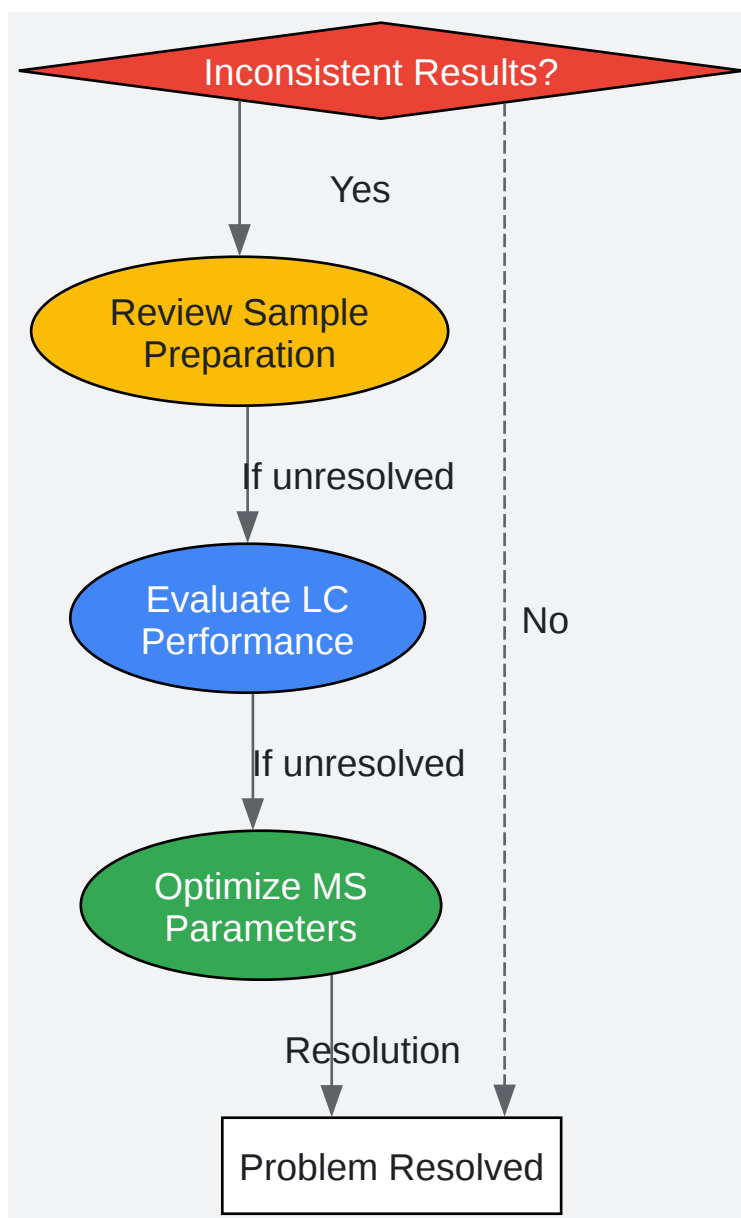 Inconsistent Results?
Yes
Review Sample
Preparation
If unresolved
Evaluate LC
Performance
No
If unresolved
Optimize MS
Parameters
Resolution
Problem Resolved